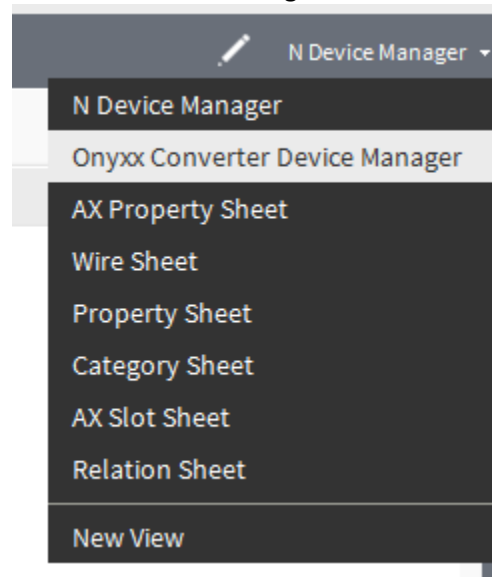 N Device Manager
N Device Manager
Onyxx Converter Device Manager
AX Property Sheet
Wire Sheet
Property Sheet
Category Sheet
AX Slot Sheet
Relation Sheet
New View